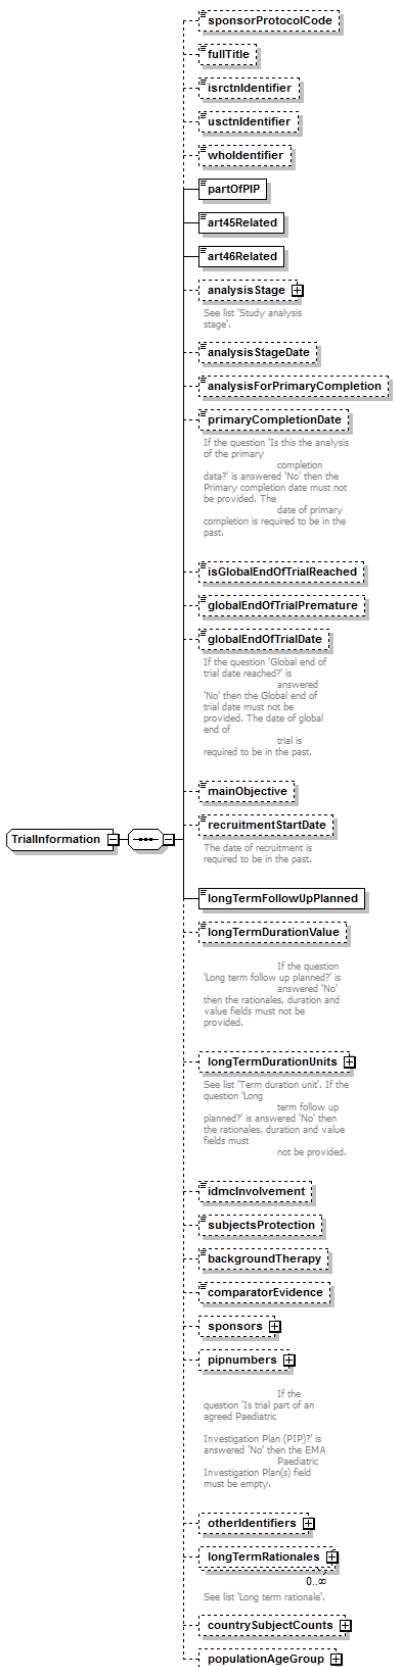 sponsorProtocolCode
fullTitle
isrctnIdentifier
usctnIdentifier
whoIdentifier
partOfPIP
art45Related
art46Related
analysisStage
See list 'Study analysis
stage'.
analysisStageDate
analysisForPrimaryCompletion
primaryCompletionDate
If the question 'Is this the analysis
of the primary
completion
data?' is answered 'No' then the
Primary completion date must not
be provided. The
date of primary
completion is required to be in the
past.
isGlobalEndOfTrialReached
globalEndOfTrialPremature
globalEndOfTrialDate
If the question 'Global end of
trial date reached?' is
answered
'No' then the Global end of
trial date must not be
provided. The date of global
end of
trial is
required to be in the past.
mainObjective
recruitmentStartDate
The date of recruitment is
required to be in the past.
TrialInformation
longTermFollowUpPlanned
longTermDurationValue
If the question
'Long term follow up planned?' is
answered 'No'
then the rationales, duration and
value fields must not be
provided.
longTermDurationUnits
See list 'Term duration unit'. If the
question 'Long
term follow up
planned?' is answered 'No' then
the rationales, duration and value
fields must
not be provided.
idmcInvolvement
subjectsProtection
backgroundTherapy
comparatorEvidence
sponsors
pipnumbers
If the
question 'Is trial part of an
agreed Paediatric
Investigation Plan (PIP)?' is
answered 'No' then the EMA
Paediatric
Investigation Plan(s) field
must be empty.
otherIdentifiers
longTermRationales
0..∞
See list 'Long term rationale'.
countrySubjectCounts
populationAgeGroup